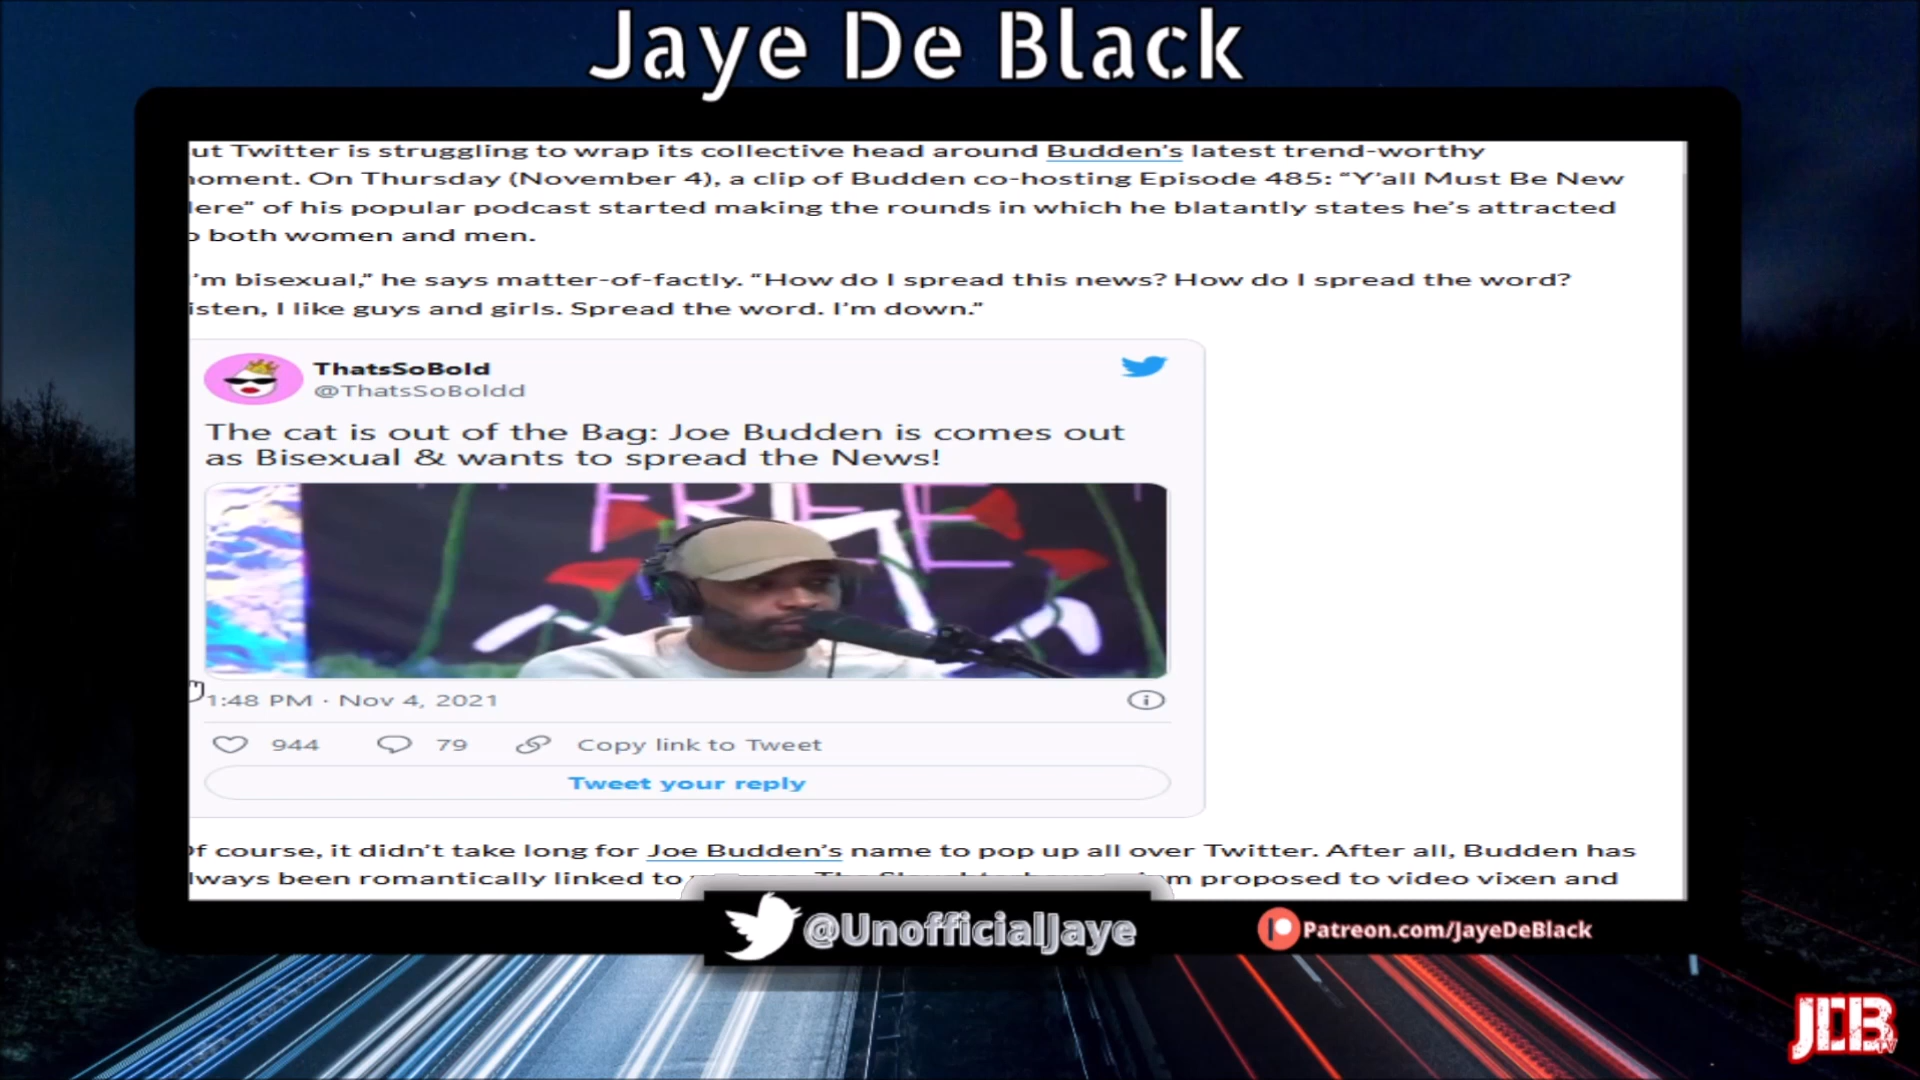 Jaye De Black
ut Twitter is struggling to wrap its collective head around Budden’s latest trend-worthy
noment. On Thursday (November 4), a clip of Budden co-hosting Episode 485: “Y’all Must Be New
lere” of his popular podcast started making the rounds in which he blatantly states he’s attracted
o both women and men.
’m bisexual,” he says matter-of-factly. “How do I spread this news? How do I spread the word?
isten, I like guys and girls. Spread the word. I’m down.”
ThatsSoBold
@ThatsSoBoldd
The cat is out of the Bag: Joe Budden is comes out
as Bisexual & wants to spread the News!
FREE
1:48 PM · Nov 4, 2021
944 79 Copy link to Tweet
Tweet your reply
Of course, it didn’t take long for Joe Budden’s name to pop up all over Twitter. After all, Budden has
lways been romantically linked to proposed to video vixen and
@UnofficialJaye
Patreon.com/JayeDeBlack
JDB TV